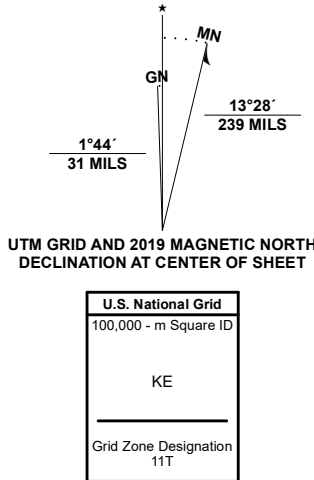 ★
MN
GN
13°28´
239 MILS
1°44´
31 MILS
UTM GRID AND 2019 MAGNETIC NORTH
DECLINATION AT CENTER OF SHEET
U.S. National Grid
100,000 - m Square ID
KE
Grid Zone Designation
11T